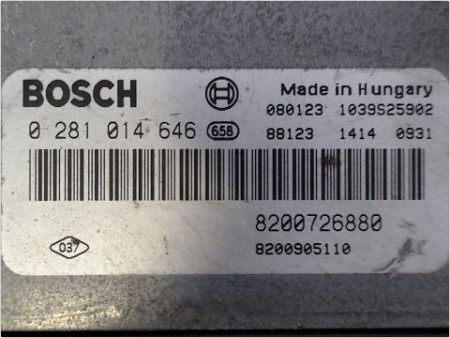 BOSCH
Made in Hungary
080123 1039S25902
0 281 014 646 658
88123 1414 0931
8200726880
037
8200905110